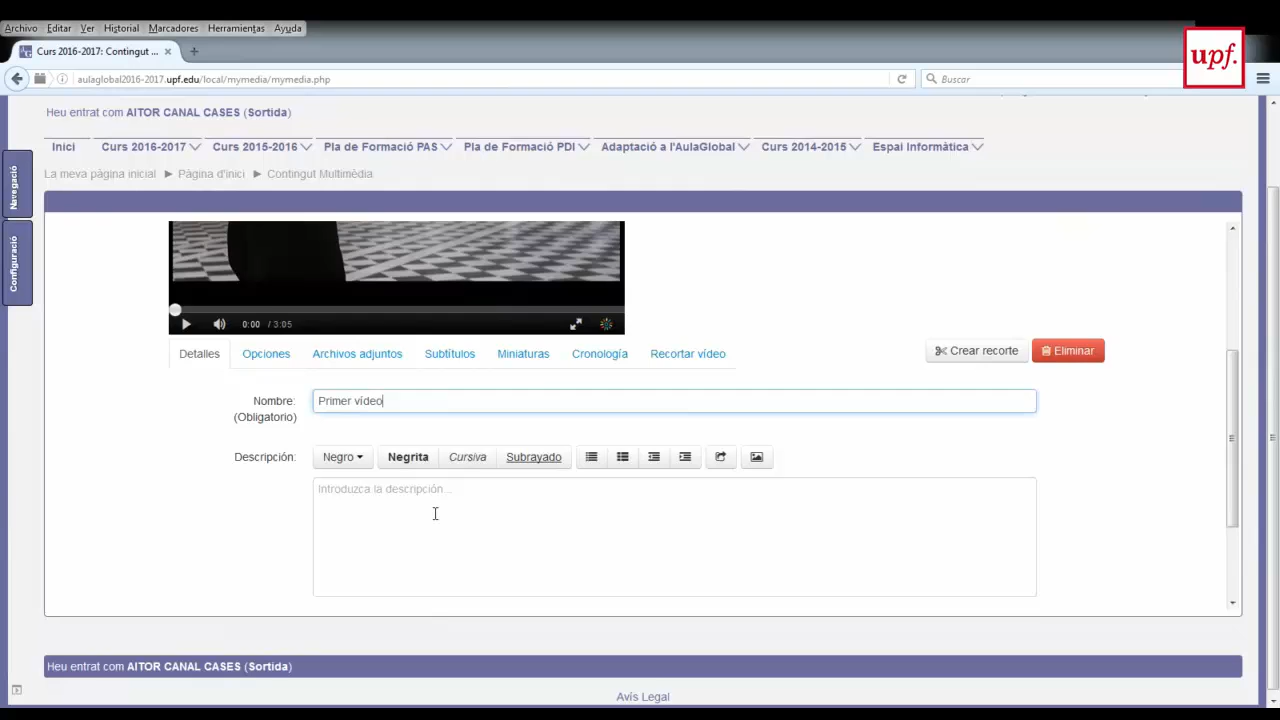 Archivo Editar Ver Historial Marcadores Herramientas Ayuda
Curs 2016-2017: Contingut ... × +
aulaglobal2016-2017.upf.edu/local/mymedia/mymedia.php
Buscar
upf.
Heu entrat com AITOR CANAL CASES (Sortida)
Inici Curs 2016-2017 Curs 2015-2016 Pla de Formació PAS Pla de Formació PDI Adaptació a l'AulaGlobal Curs 2014-2015 Espai Informàtica
La meva pàgina inicial ► Pàgina d'inici ► Contingut Multimèdia
Navegació
Configuració
0:00 / 3:05
Detalles Opciones Archivos adjuntos Subtítulos Miniaturas Cronología Recortar vídeo
Crear recorte Eliminar
Nombre: Primer vídeo
(Obligatorio)
Descripción: Negro Negrita Cursiva Subrayado
Introduzca la descripción...
Heu entrat com AITOR CANAL CASES (Sortida)
Avís Legal